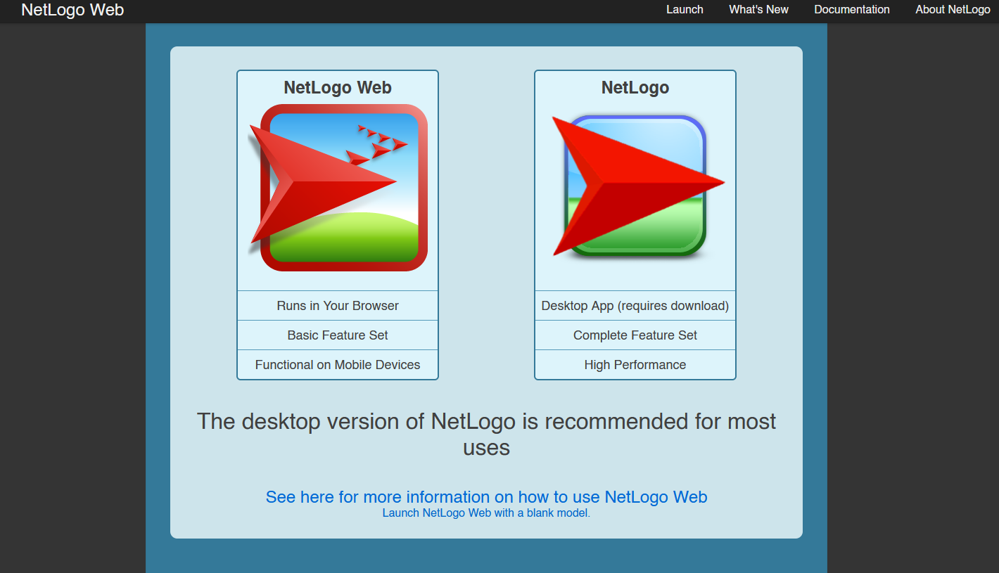 NetLogo Web
Launch
What's New
Documentation
About NetLogo
NetLogo Web
Runs in Your Browser
Basic Feature Set
Functional on Mobile Devices
NetLogo
Desktop App (requires download)
Complete Feature Set
High Performance
The desktop version of NetLogo is recommended for most
uses
See here for more information on how to use NetLogo Web
Launch NetLogo Web with a blank model.